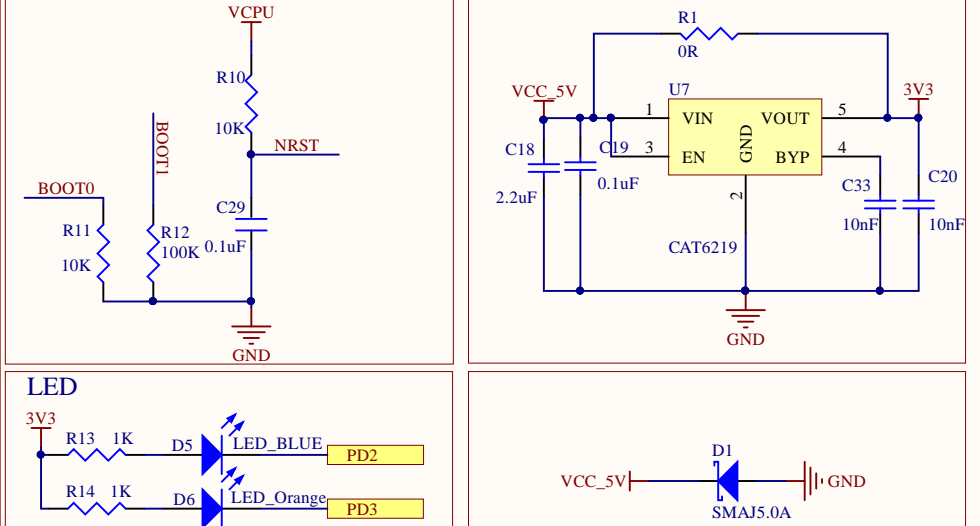 VCPU
R10
10K
NRST
BOOT1
BOOT0
C29
0.1uF
R11
10K
R12
100K
GND
R1
0R
U7
VCC_5V
3V3
1
VIN
VOUT
5
GND
3
EN
BYP
4
2
C18
2.2uF
C19
0.1uF
C33
10nF
C20
10nF
CAT6219
GND
LED
3V3
R13 1K
D5
LED_BLUE
PD2
R14 1K
D6
LED_Orange
PD3
D1
VCC_5V
GND
SMAJ5.0A